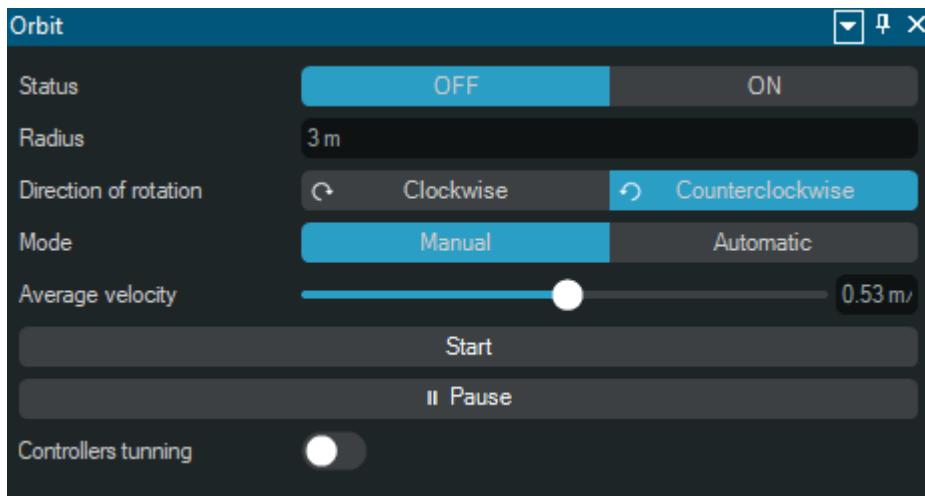 Orbit
Status OFF ON
Radius 3 m
Direction of rotation Clockwise Counterclockwise
Mode Manual Automatic
Average velocity 0.53 m/
Start
Pause
Controllers tunning